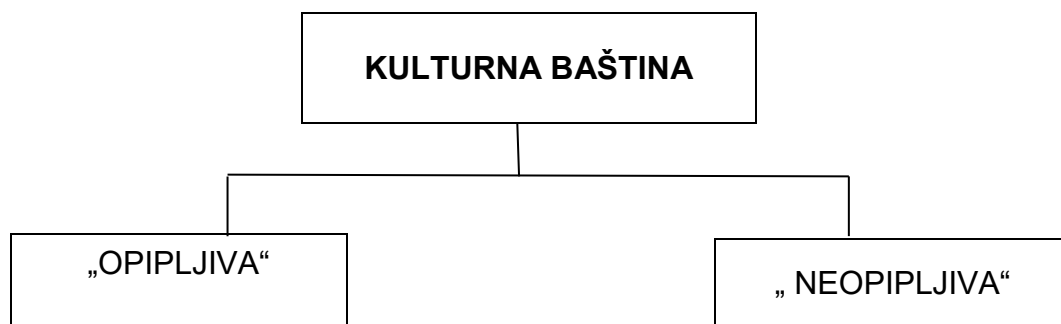 KULTURNA BAŠTINA
„OPIPLJIVA“
„ NEOPIPLJIVA“